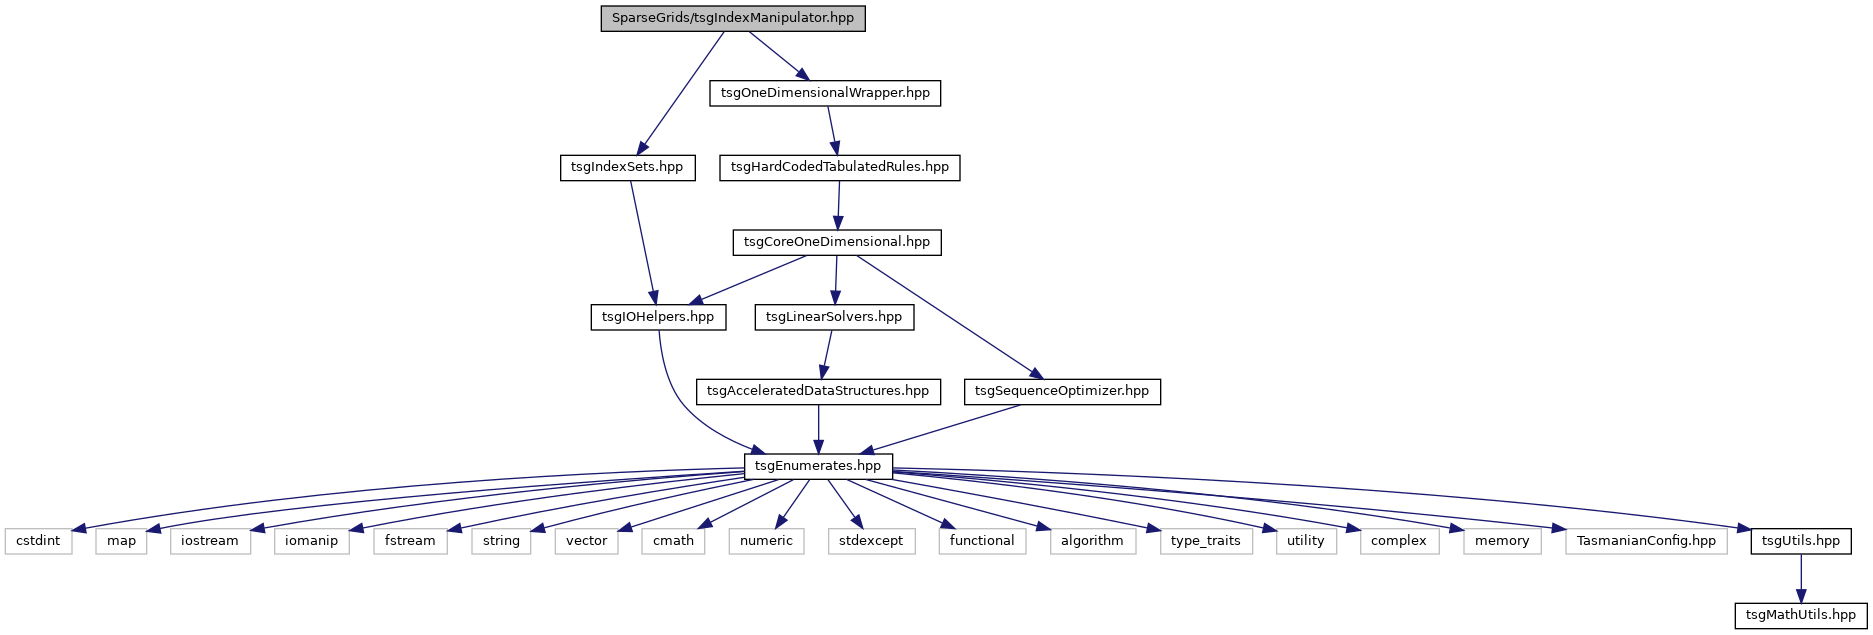 SparseGrids/tsgIndexManipulator.hpp
tsgOneDimensionalWrapper.hpp
tsgIndexSets.hpp
tsgHardCodedTabulatedRules.hpp
tsgCoreOneDimensional.hpp
tsgIOHelpers.hpp
tsgLinearSolvers.hpp
tsgAcceleratedDataStructures.hpp
tsgSequenceOptimizer.hpp
tsgEnumerates.hpp
cstdint
map
iostream
iomanip
fstream
string
vector
cmath
numeric
stdexcept
functional
algorithm
type_traits
utility
complex
memory
TasmanianConfig.hpp
tsgUtils.hpp
tsgMathUtils.hpp